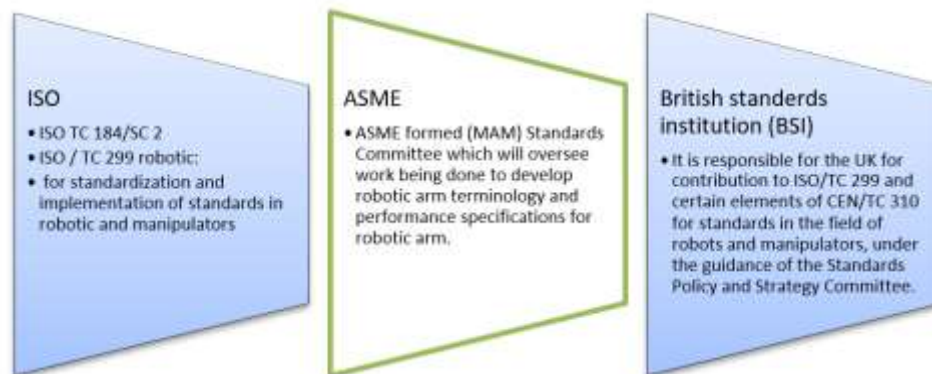 ISO
• ISO TC 184/SC 2
• ISO / TC 299 robotic:
• for standardization and
implementation of standards in
robotic and manipulators
ASME
• ASME formed (MAM) Standards
Committee which will oversee
work being done to develop
robotic arm terminology and
performance specifications for
robotic arm.
British standerds
institution (BSI)
• It is responsible for the UK for
contribution to ISO/TC 299 and
certain elements of CEN/TC 310
for standards in the field of
robots and manipulators, under
the guidance of the Standards
Policy and Strategy Committee.